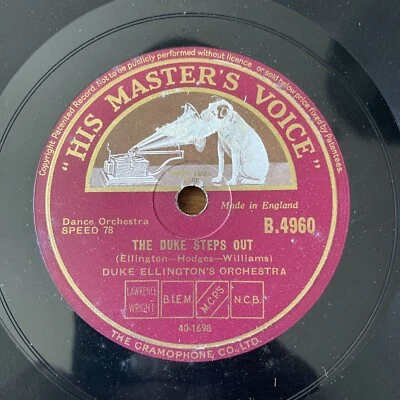 Copyright Patented Record. Not to be publicly performed without licence, or sold below price fixed by Patentees.
"HIS MASTER'S VOICE"
Made in England
Dance Orchestra
SPEED 78
B.4960
THE DUKE STEPS OUT
(Ellington—Hodges—Williams)
DUKE ELLINGTON'S ORCHESTRA
LAWRENCE
WRIGHT
B.I.E.M.
M.C.P.S
N.C.B.
40-1698
THE GRAMOPHONE, CO., LTD.